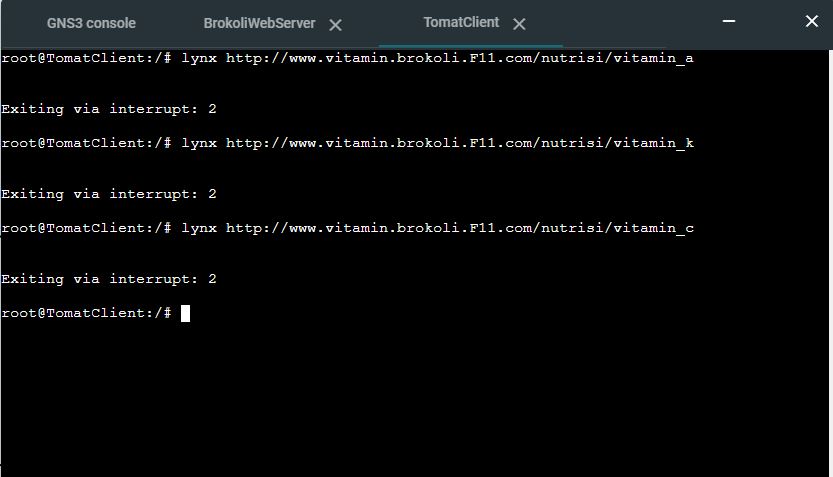 GNS3 console BrokoliWebServer TomatClient
root@TomatClient:/# lynx http://www.vitamin.brokoli.F11.com/nutrisi/vitamin_a
Exiting via interrupt: 2
root@TomatClient:/# lynx http://www.vitamin.brokoli.F11.com/nutrisi/vitamin_k
Exiting via interrupt: 2
root@TomatClient:/# lynx http://www.vitamin.brokoli.F11.com/nutrisi/vitamin_c
Exiting via interrupt: 2
root@TomatClient:/#